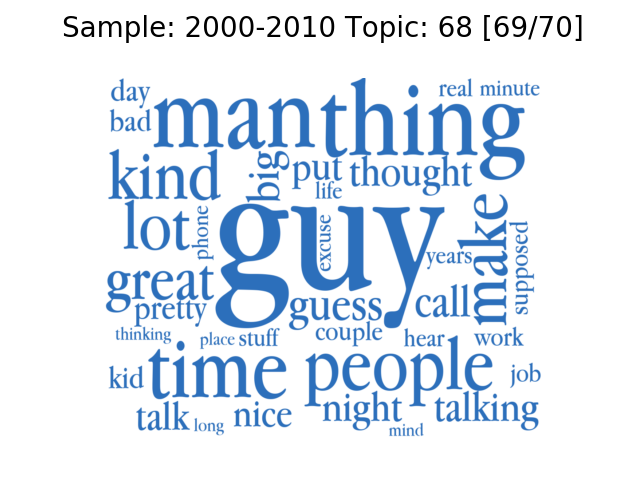 Sample: 2000-2010 Topic: 68 [69/70]
day
real minute
bad
man
thing
kind
big
put
thought
life
lot
phone
guy
excuse
make
supposed
years
great
pretty
guess
call
thinking
place
stuff
couple
hear
work
kid
time
people
job
talk
long
nice
night
talking
mind